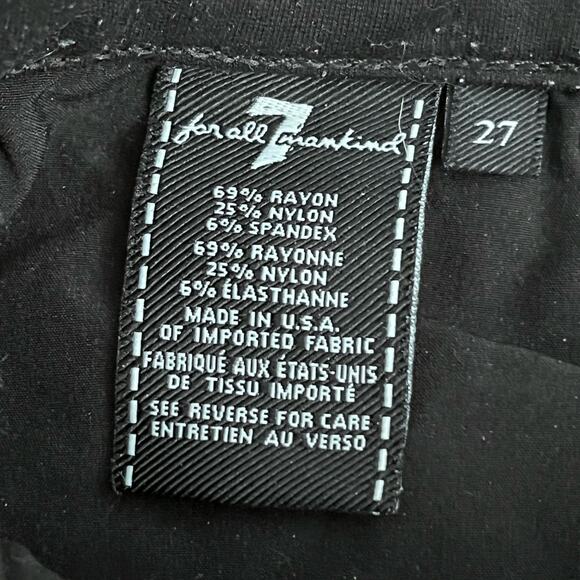 7 for all mankind
27
69% RAYON
25% NYLON
6% SPANDEX
69% RAYONNE
25% NYLON
6% ÉLASTHANNE
MADE IN U.S.A.
OF IMPORTED FABRIC
FABRIQUÉ AUX ÉTATS-UNIS
DE TISSU IMPORTÉ
SEE REVERSE FOR CARE
ENTRETIEN AU VERSO